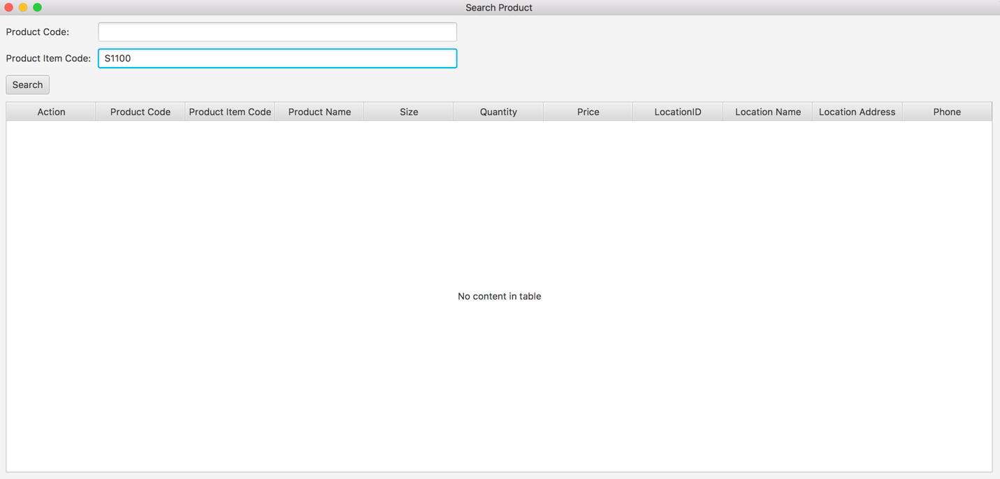 Search Product
Product Code:
Product Item Code: S1100
Search
Action Product Code Product Item Code Product Name Size Quantity Price LocationID Location Name Location Address Phone
No content in table